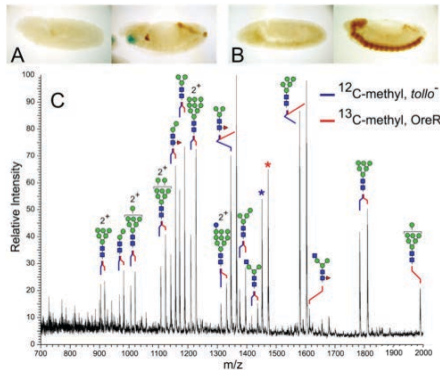 A
B
C
¹²C-methyl, tollo⁻
¹³C-methyl, OreR
Relative Intensity
100
90
80
70
60
50
40
30
20
10
0
2⁺
2⁺
2⁺
2⁺
2⁺
*
*
700 800 900 1000 1100 1200 1300 1400 1500 1600 1700 1800 1900 2000
m/z